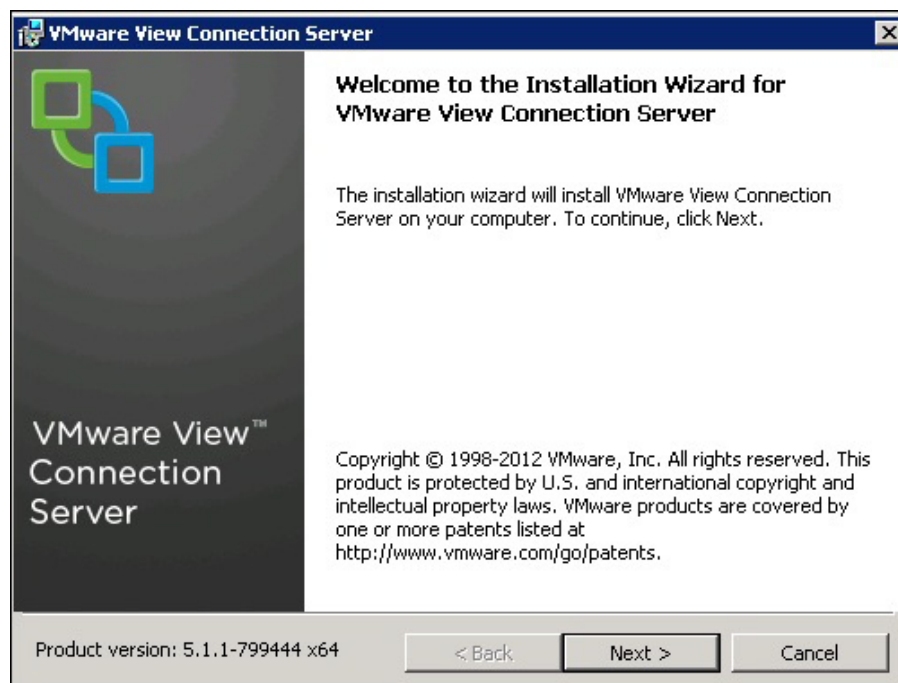 VMware View Connection Server
Welcome to the Installation Wizard for
VMware View Connection Server
The installation wizard will install VMware View Connection
Server on your computer. To continue, click Next.
VMware View™
Connection
Server
Copyright © 1998-2012 VMware, Inc. All rights reserved. This
product is protected by U.S. and international copyright and
intellectual property laws. VMware products are covered by
one or more patents listed at
http://www.vmware.com/go/patents.
Product version: 5.1.1-799444 x64
< Back
Next >
Cancel